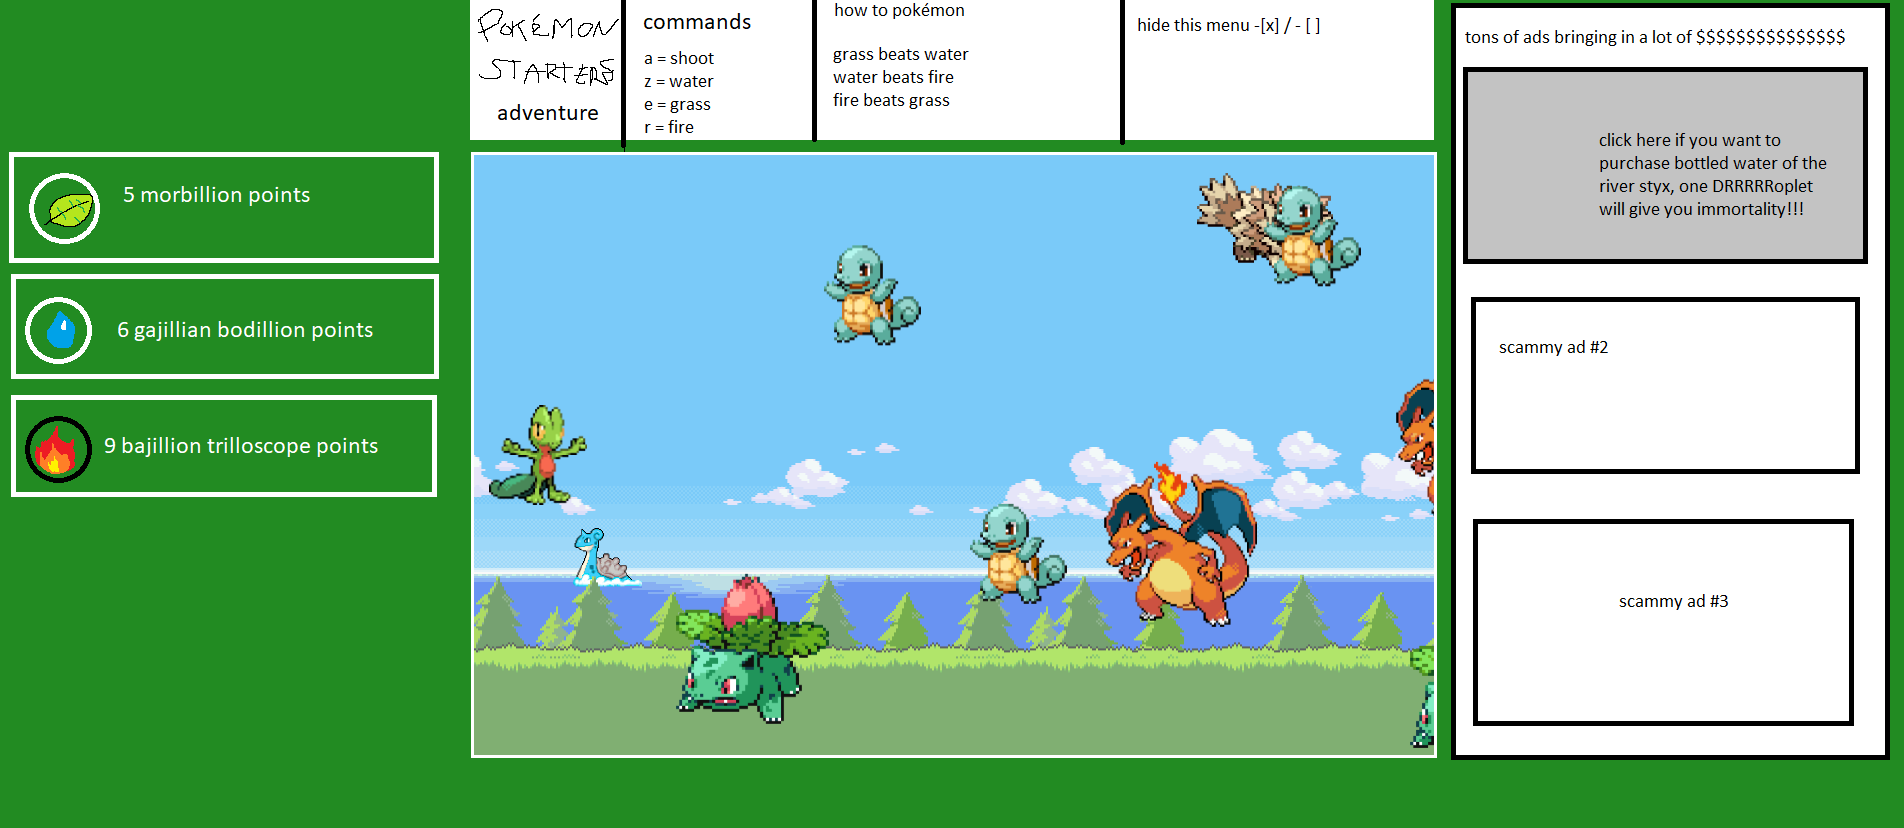 POKÉMON
STARTERS
adventure
commands
a = shoot
z = water
e = grass
r = fire
how to pokémon
grass beats water
water beats fire
fire beats grass
hide this menu -[x] / - [ ]
5 morbillion points
6 gajillian bodillion points
9 bajillion trilloscope points
tons of ads bringing in a lot of $$$$$$$$$$$$$$$
click here if you want to
purchase bottled water of the
river styx, one DRRRRRoplet
will give you immortality!!!
scammy ad #2
scammy ad #3